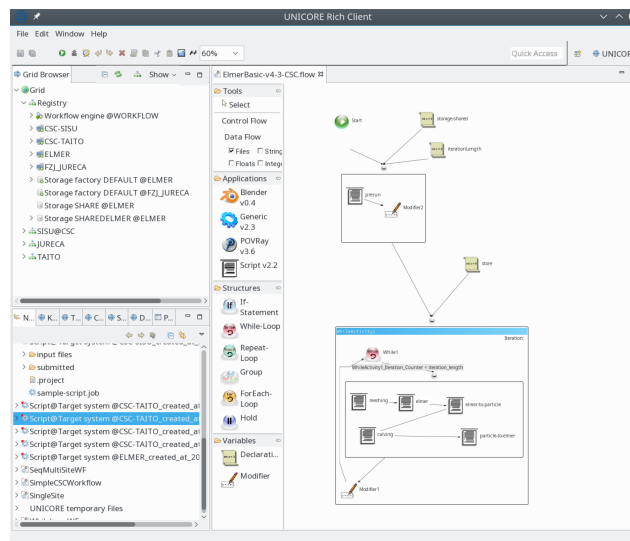 UNICORE Rich Client
File Edit Window Help
60%
Quick Access
UNICOR
Grid Browser
Show
ElmerBasic-v4-3-CSC.flow
Grid
Registry
Workflow engine @WORKFLOW
CSC-SISU
CSC-TAITO
ELMER
FZJ_JURECA
Storage factory DEFAULT @ELMER
Storage factory DEFAULT @FZJ_JURECA
Storage SHARE @ELMER
Storage SHAREDELMER @ELMER
SISU@CSC
JURECA
TAITO
N... K... T... C... S... D... P...
input files
submitted
.project
sample-script.job
Script@Target system @CSC-TAITO_created_at
Script@Target system @CSC-TAITO_created_a
Script@Target system @CSC-TAITO_created_at
Script@Target system @CSC-TAITO_created_at
Script@Target system @ELMER_created_at_20
SeqMultiSiteWF
SimpleCSCWorkflow
SingleSite
UNICORE temporary Files
Tools
Select
Control Flow
Data Flow
Files String
Floats Intege
Applications
Blender
v0.4
Generic
v2.3
POVRay
v3.6
Script v2.2
Structures
If-
Statement
While-Loop
Repeat-
Loop
Group
ForEach-
Loop
Hold
Variables
Declarati...
Modifier
Start
storage-shared
iterationLength
prerun
Modifier2
store
WhileActivity1
Iteration:
While1
WhileActivity1_Iteration_Counter < iteration_length
meshing
elmer
elmer-to-particle
calving
particle-to-elmer
Modifier1